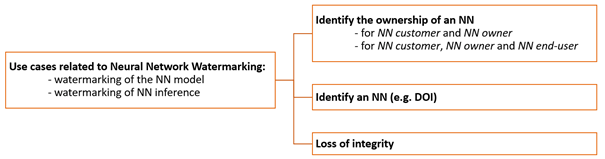 Use cases related to Neural Network Watermarking:
- watermarking of the NN model
- watermarking of NN inference
Identify the ownership of an NN
- for NN customer and NN owner
- for NN customer, NN owner and NN end-user
Identify an NN (e.g. DOI)
Loss of integrity